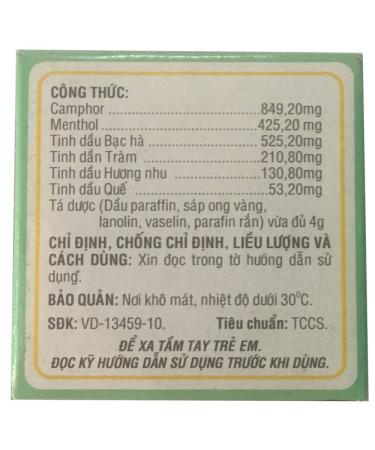 CÔNG THỨC:
Camphor 849,20mg
Menthol 425,20 mg
Tinh dầu Bạc hà 525,20mg
Tinh dần Tràm 210,80mg
Tinh dầu Hương nhu 130,80mg
Tinh dầu Quế 53,20mg
Tá dược (Dầu paraffin, sáp ong vàng,
lanolin, vaselin, parafin rắn) vừa đủ 4g
CHỈ ĐỊNH, CHỐNG CHỈ ĐỊNH, LIỀU LƯỢNG VÀ
CÁCH DÙNG: Xin đọc trong tờ hướng dẫn sử
dụng.
BẢO QUẢN: Nơi khô mát, nhiệt độ dưới 30°C.
SĐK: VD-13459-10. Tiêu chuẩn: TCCS.
ĐỂ XA TẦM TAY TRẺ EM.
ĐỌC KỸ HƯỚNG DẪN SỬ DỤNG TRƯỚC KHI DÙNG.